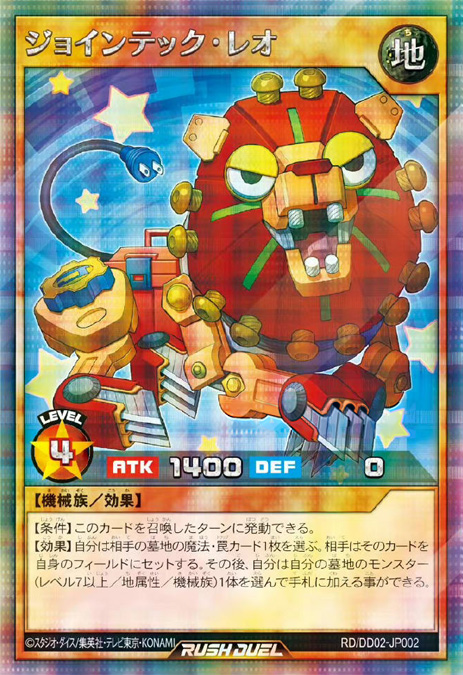 ジョインテック・レオ
地
LEVEL
4
ATK 1400 DEF 0
【機械族／効果】
【条件】このカードを召喚したターンに発動できる。
【効果】自分は相手の墓地の魔法・罠カード1枚を選ぶ。相手はそのカードを
自身のフィールドにセットする。その後、自分は自分の墓地のモンスター
(レベル7以上／地属性／機械族)1体を選んで手札に加える事ができる。
©スタジオ・ダイス/集英社・テレビ東京・KONAMI
RUSH DUEL
RD/DD02-JP002